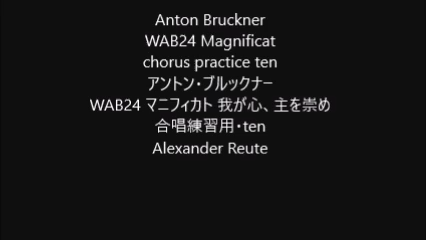 Anton Bruckner
WAB24 Magnificat
chorus practice ten
アントン・ブルックナー
WAB24 マニフィカト 我が心、主を崇め
合唱練習用・ten
Alexander Reute